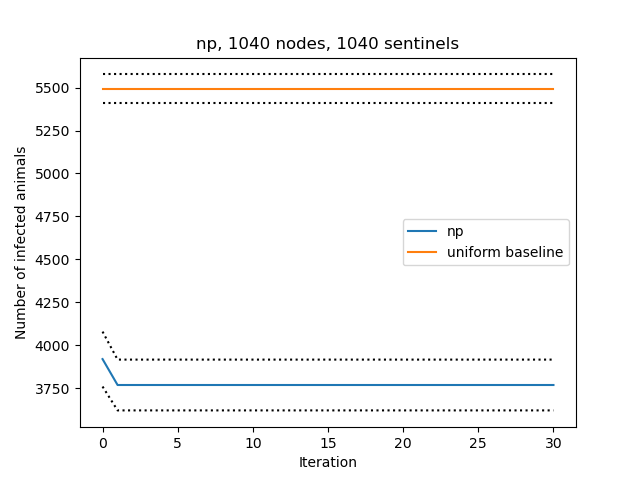 np, 1040 nodes, 1040 sentinels
5500
5250
5000
4750
4500
4250
4000
3750
Number of infected animals
np
uniform baseline
0 5 10 15 20 25 30
Iteration